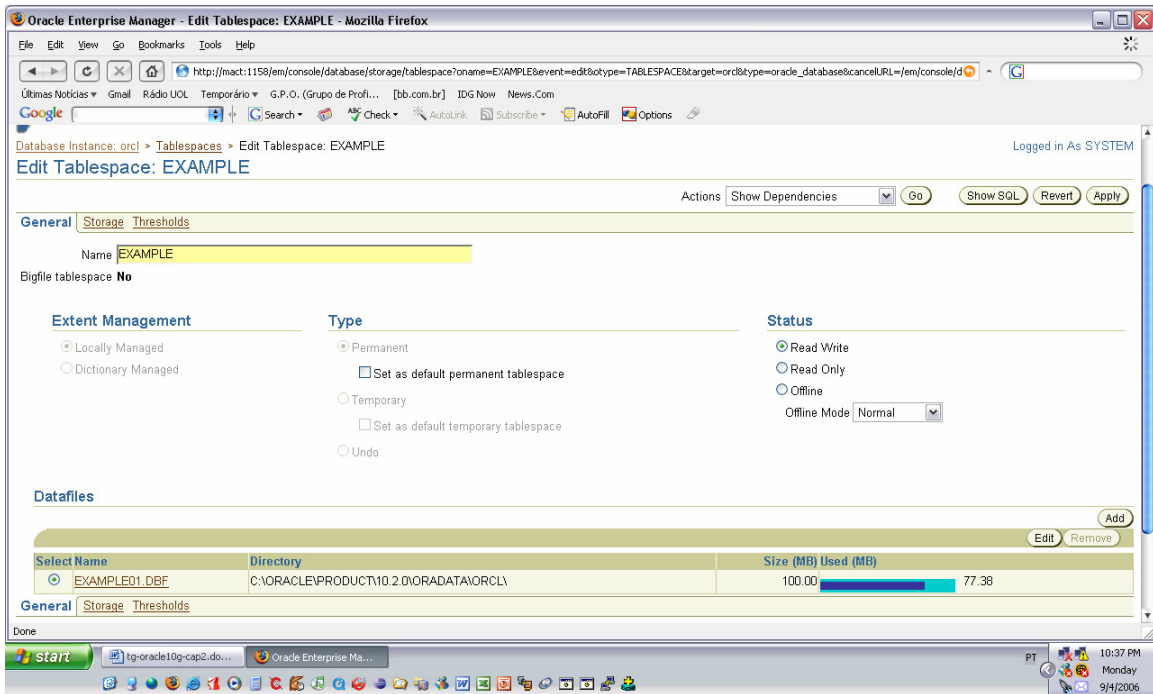 Oracle Enterprise Manager - Edit Tablespace: EXAMPLE - Mozilla Firefox
File Edit View Go Bookmarks Tools Help
http://mact:1158/em/console/database/storage/tablespace?oname=EXAMPLE&event=edit&otype=TABLESPACE&target=orcl&type=oracle_database&cancelURL=/em/console/d
Últimas Notícias Gmail Rádio UOL Temporário G.P.O. (Grupo de Profi... [bb.com.br] IDG Now News.Com
Google Search ABC Check AutoLink Subscribe AutoFill Options
Database Instance: orcl > Tablespaces > Edit Tablespace: EXAMPLE Logged in As SYSTEM
Edit Tablespace: EXAMPLE
Actions Show Dependencies Go Show SQL Revert Apply
General Storage Thresholds
Name EXAMPLE
Bigfile tablespace No
Extent Management Type Status
Locally Managed Permanent Read Write
Dictionary Managed Set as default permanent tablespace Read Only
Temporary Offline
Set as default temporary tablespace Offline Mode Normal
Undo
Datafiles
Add
Edit Remove
Select Name Directory Size (MB) Used (MB)
EXAMPLE01.DBF C:\ORACLE\PRODUCT\10.2.0\ORADATA\ORCL\ 100.00 77.38
General Storage Thresholds
Done
start tg-oracle10g-cap2.do... Oracle Enterprise Ma... PT 10:37 PM
Monday
9/4/2006